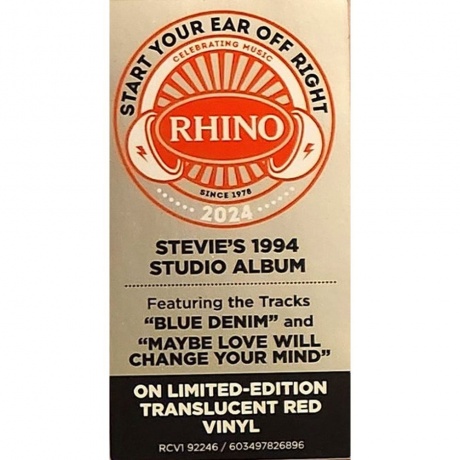 START YOUR EAR OFF RIGHT
CELEBRATING MUSIC
RHINO
SINCE 1978
2024
STEVIE'S 1994
STUDIO ALBUM
Featuring the Tracks
“BLUE DENIM” and
“MAYBE LOVE WILL
CHANGE YOUR MIND”
ON LIMITED-EDITION
TRANSLUCENT RED
VINYL
RCV1 92246 / 603497826896